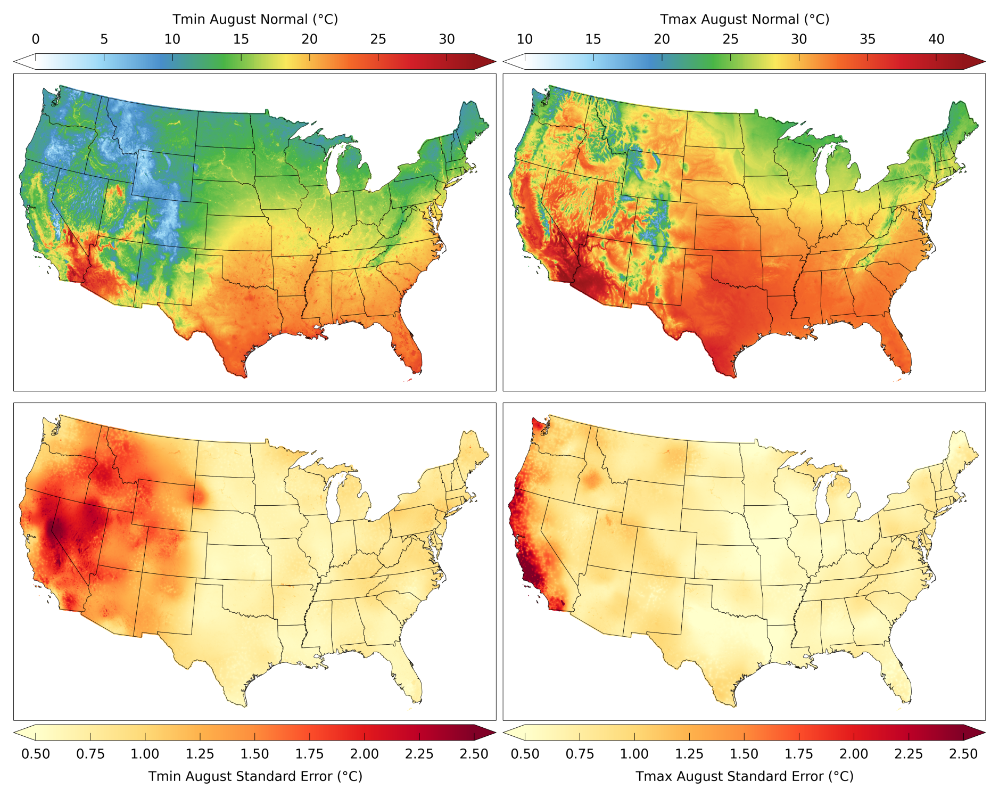 Tmin August Normal (°C)
0 5 10 15 20 25 30
Tmax August Normal (°C)
10 15 20 25 30 35 40
0.50 0.75 1.00 1.25 1.50 1.75 2.00 2.25 2.50
Tmin August Standard Error (°C)
0.50 0.75 1.00 1.25 1.50 1.75 2.00 2.25 2.50
Tmax August Standard Error (°C)